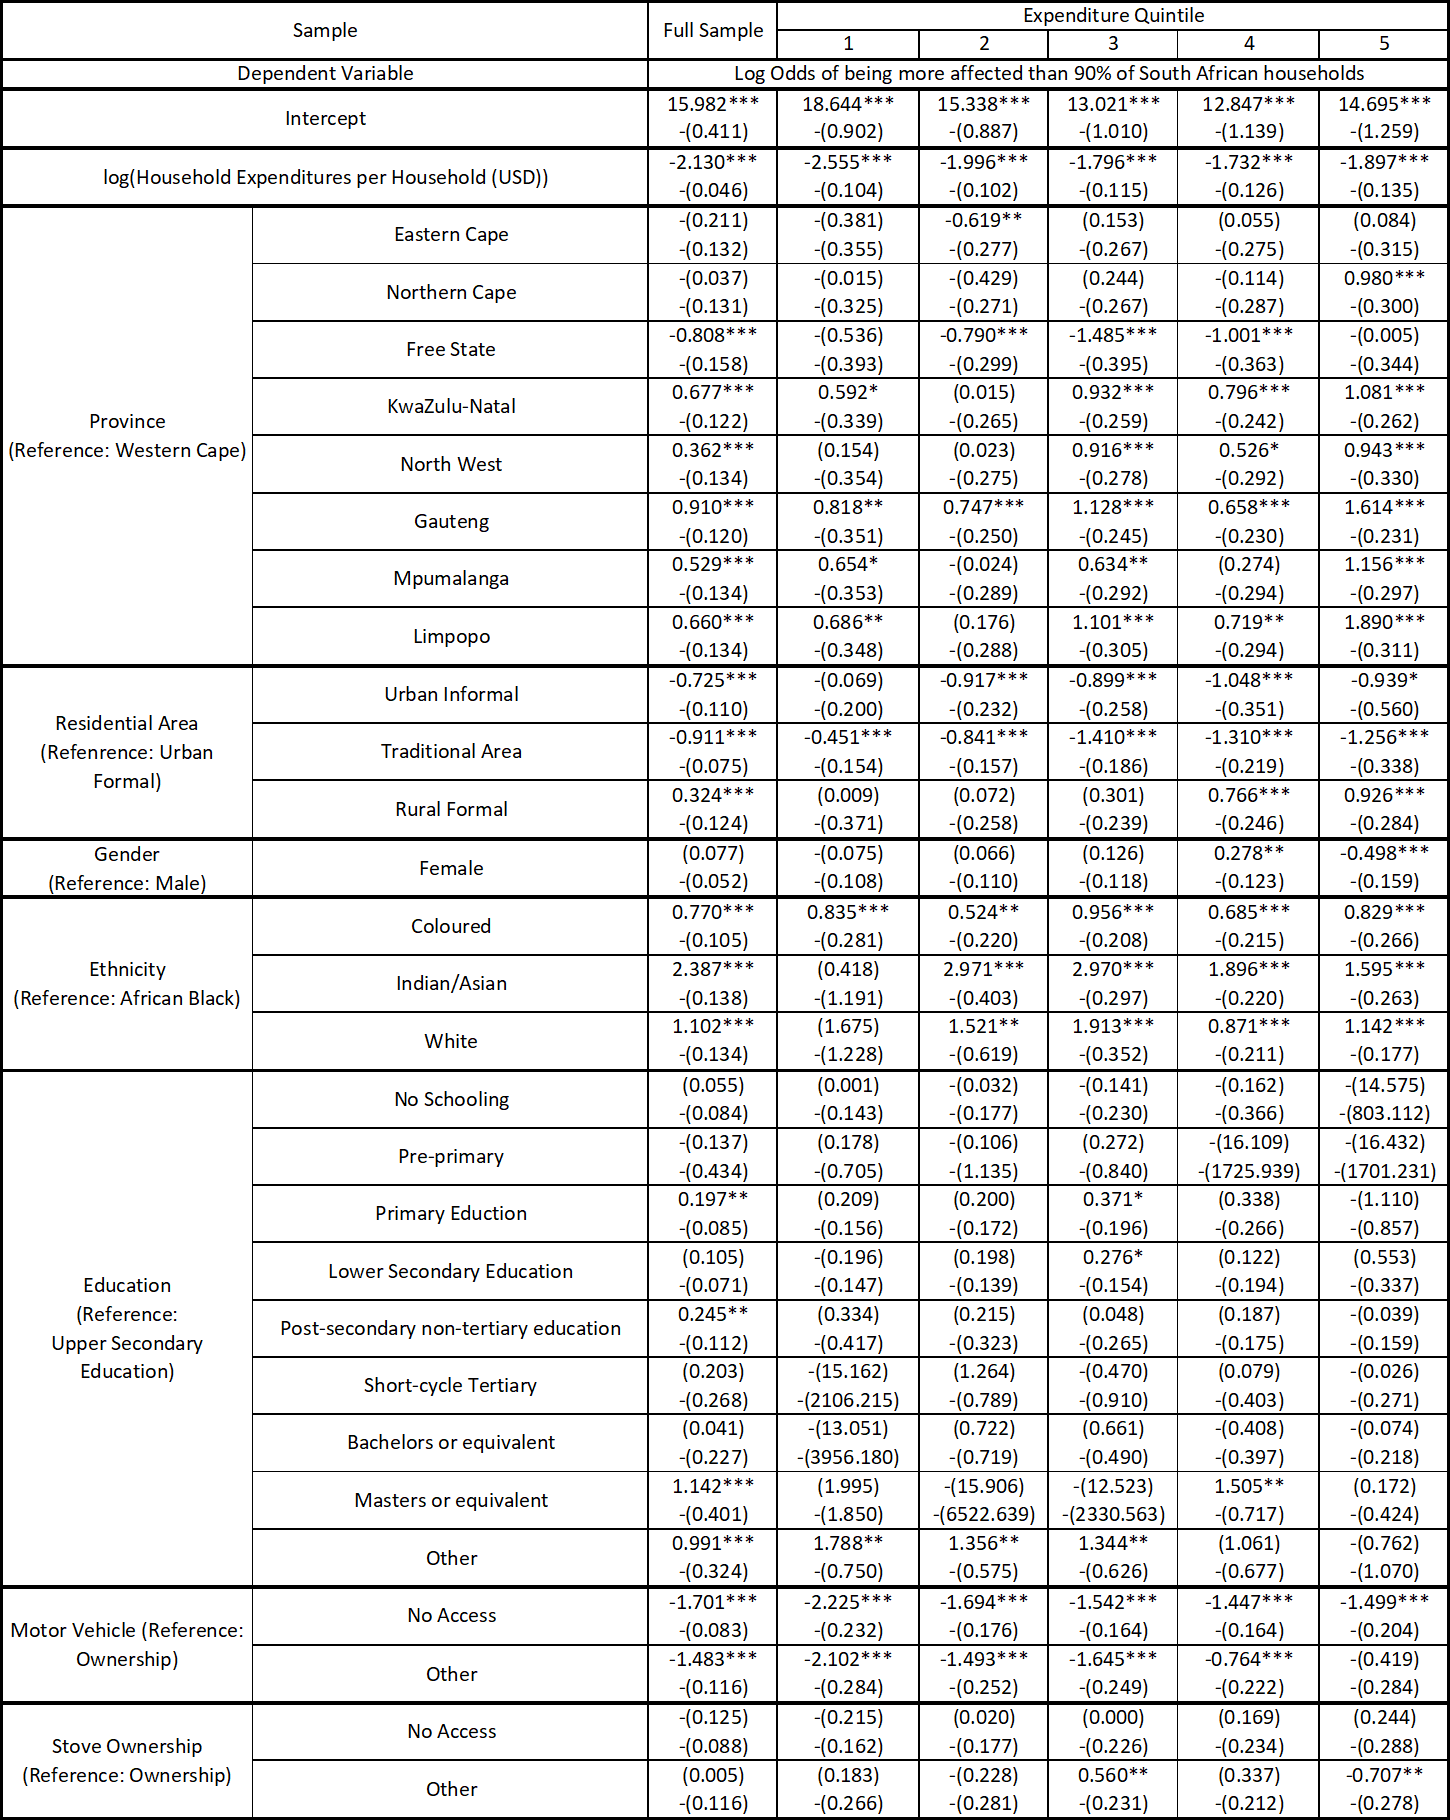 Sample Full Sample Expenditure Quintile
1 2 3 4 5
Dependent Variable Log Odds of being more affected than 90% of South African households
Intercept 15.982*** 18.644*** 15.338*** 13.021*** 12.847*** 14.695***
-(0.411) -(0.902) -(0.887) -(1.010) -(1.139) -(1.259)
log(Household Expenditures per Household (USD)) -2.130*** -2.555*** -1.996*** -1.796*** -1.732*** -1.897***
-(0.046) -(0.104) -(0.102) -(0.115) -(0.126) -(0.135)
Province
(Reference: Western Cape)
Eastern Cape -(0.211) -(0.381) -0.619** (0.153) (0.055) (0.084)
-(0.132) -(0.355) -(0.277) -(0.267) -(0.275) -(0.315)
Northern Cape -(0.037) -(0.015) -(0.429) (0.244) -(0.114) 0.980***
-(0.131) -(0.325) -(0.271) -(0.267) -(0.287) -(0.300)
Free State -0.808*** -(0.536) -0.790*** -1.485*** -1.001*** -(0.005)
-(0.158) -(0.393) -(0.299) -(0.395) -(0.363) -(0.344)
KwaZulu-Natal 0.677*** 0.592* (0.015) 0.932*** 0.796*** 1.081***
-(0.122) -(0.339) -(0.265) -(0.259) -(0.242) -(0.262)
North West 0.362*** (0.154) (0.023) 0.916*** 0.526* 0.943***
-(0.134) -(0.354) -(0.275) -(0.278) -(0.292) -(0.330)
Gauteng 0.910*** 0.818** 0.747*** 1.128*** 0.658*** 1.614***
-(0.120) -(0.351) -(0.250) -(0.245) -(0.230) -(0.231)
Mpumalanga 0.529*** 0.654* -(0.024) 0.634** (0.274) 1.156***
-(0.134) -(0.353) -(0.289) -(0.292) -(0.294) -(0.297)
Limpopo 0.660*** 0.686** (0.176) 1.101*** 0.719** 1.890***
-(0.134) -(0.348) -(0.288) -(0.305) -(0.294) -(0.311)
Residential Area
(Refenrence: Urban
Formal)
Urban Informal -0.725*** -(0.069) -0.917*** -0.899*** -1.048*** -0.939*
-(0.110) -(0.200) -(0.232) -(0.258) -(0.351) -(0.560)
Traditional Area -0.911*** -0.451*** -0.841*** -1.410*** -1.310*** -1.256***
-(0.075) -(0.154) -(0.157) -(0.186) -(0.219) -(0.338)
Rural Formal 0.324*** (0.009) (0.072) (0.301) 0.766*** 0.926***
-(0.124) -(0.371) -(0.258) -(0.239) -(0.246) -(0.284)
Gender
(Reference: Male)
Female (0.077) -(0.075) (0.066) (0.126) 0.278** -0.498***
-(0.052) -(0.108) -(0.110) -(0.118) -(0.123) -(0.159)
Ethnicity
(Reference: African Black)
Coloured 0.770*** 0.835*** 0.524** 0.956*** 0.685*** 0.829***
-(0.105) -(0.281) -(0.220) -(0.208) -(0.215) -(0.266)
Indian/Asian 2.387*** (0.418) 2.971*** 2.970*** 1.896*** 1.595***
-(0.138) -(1.191) -(0.403) -(0.297) -(0.220) -(0.263)
White 1.102*** (1.675) 1.521** 1.913*** 0.871*** 1.142***
-(0.134) -(1.228) -(0.619) -(0.352) -(0.211) -(0.177)
Education
(Reference:
Upper Secondary
Education)
No Schooling (0.055) (0.001) -(0.032) -(0.141) -(0.162) -(14.575)
-(0.084) -(0.143) -(0.177) -(0.230) -(0.366) -(803.112)
Pre-primary -(0.137) (0.178) -(0.106) (0.272) -(16.109) -(16.432)
-(0.434) -(0.705) -(1.135) -(0.840) -(1725.939) -(1701.231)
Primary Eduction 0.197** (0.209) (0.200) 0.371* (0.338) -(1.110)
-(0.085) -(0.156) -(0.172) -(0.196) -(0.266) -(0.857)
Lower Secondary Education (0.105) -(0.196) (0.198) 0.276* (0.122) (0.553)
-(0.071) -(0.147) -(0.139) -(0.154) -(0.194) -(0.337)
Post-secondary non-tertiary education 0.245** (0.334) (0.215) (0.048) (0.187) -(0.039)
-(0.112) -(0.417) -(0.323) -(0.265) -(0.175) -(0.159)
Short-cycle Tertiary (0.203) -(15.162) (1.264) -(0.470) (0.079) -(0.026)
-(0.268) -(2106.215) -(0.789) -(0.910) -(0.403) -(0.271)
Bachelors or equivalent (0.041) -(13.051) (0.722) (0.661) -(0.408) -(0.074)
-(0.227) -(3956.180) -(0.719) -(0.490) -(0.397) -(0.218)
Masters or equivalent 1.142*** (1.995) -(15.906) -(12.523) 1.505** (0.172)
-(0.401) -(1.850) -(6522.639) -(2330.563) -(0.717) -(0.424)
Other 0.991*** 1.788** 1.356** 1.344** (1.061) -(0.762)
-(0.324) -(0.750) -(0.575) -(0.626) -(0.677) -(1.070)
Motor Vehicle (Reference:
Ownership)
No Access -1.701*** -2.225*** -1.694*** -1.542*** -1.447*** -1.499***
-(0.083) -(0.232) -(0.176) -(0.164) -(0.164) -(0.204)
Other -1.483*** -2.102*** -1.493*** -1.645*** -0.764*** -(0.419)
-(0.116) -(0.284) -(0.252) -(0.249) -(0.222) -(0.284)
Stove Ownership
(Reference: Ownership)
No Access -(0.125) -(0.215) (0.020) (0.000) (0.169) (0.244)
-(0.088) -(0.162) -(0.177) -(0.226) -(0.234) -(0.288)
Other (0.005) (0.183) -(0.228) 0.560** (0.337) -0.707**
-(0.116) -(0.266) -(0.281) -(0.231) -(0.212) -(0.278)